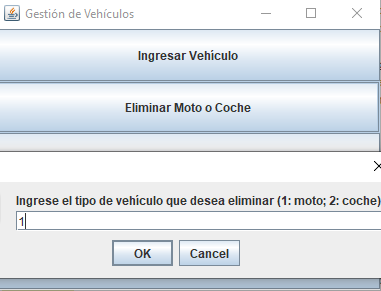 Gestión de Vehículos
Ingresar Vehículo
Eliminar Moto o Coche
Ingrese el tipo de vehículo que desea eliminar (1: moto; 2: coche)
1
OK Cancel